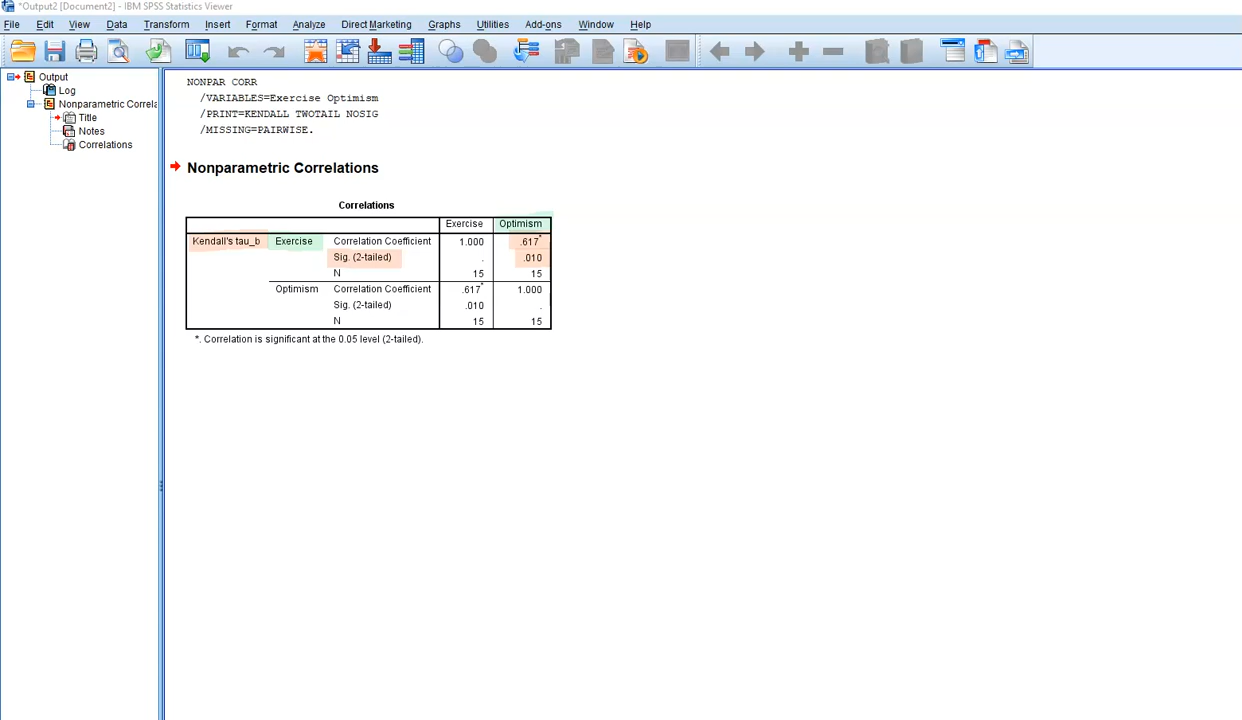 *Output2 [Document2] - IBM SPSS Statistics Viewer
File Edit View Data Transform Insert Format Analyze Direct Marketing Graphs Utilities Add-ons Window Help
Output
Log
Nonparametric Correla
Title
Notes
Correlations
NONPAR CORR
/VARIABLES=Exercise Optimism
/PRINT=KENDALL TWOTAIL NOSIG
/MISSING=PAIRWISE.
Nonparametric Correlations
Correlations
Exercise Optimism
Kendall's tau_b Exercise Correlation Coefficient 1.000 .617*
Sig. (2-tailed) . .010
N 15 15
Optimism Correlation Coefficient .617* 1.000
Sig. (2-tailed) .010 .
N 15 15
*. Correlation is significant at the 0.05 level (2-tailed).